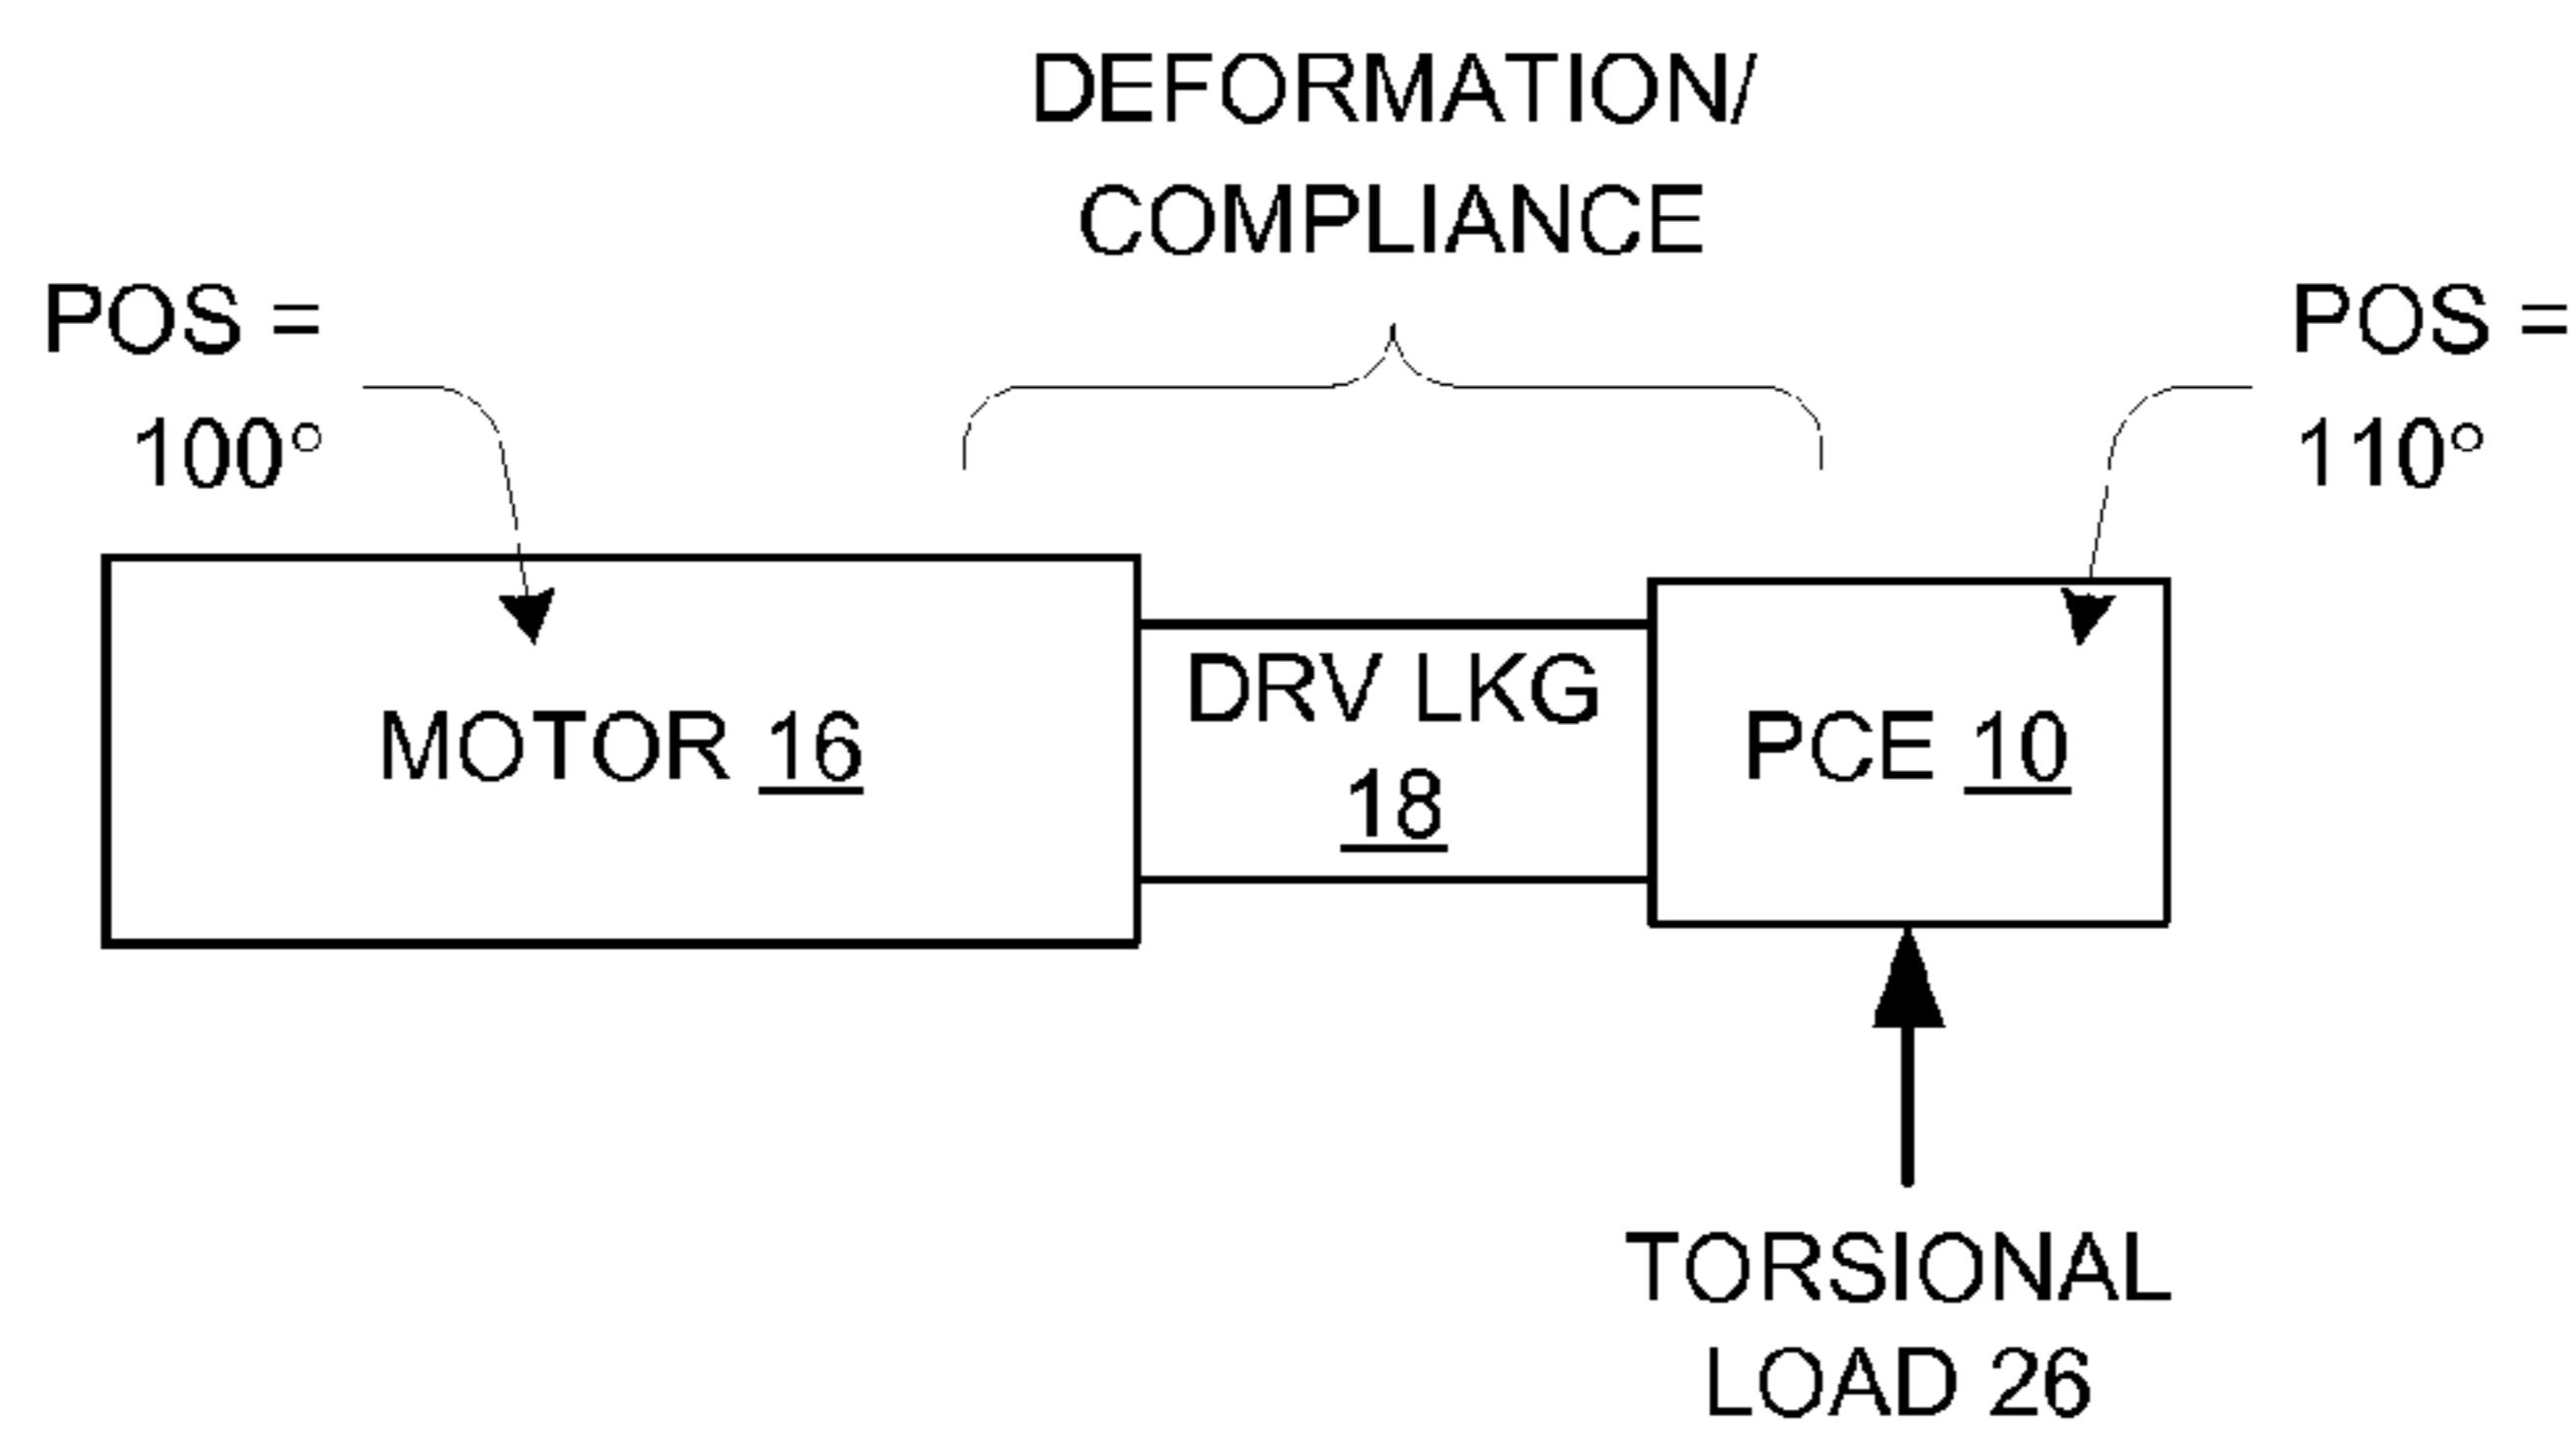 DEFORMATION/
COMPLIANCE
POS =
100°
POS =
110°
MOTOR 16
DRV LKG
18
PCE 10
TORSIONAL
LOAD 26